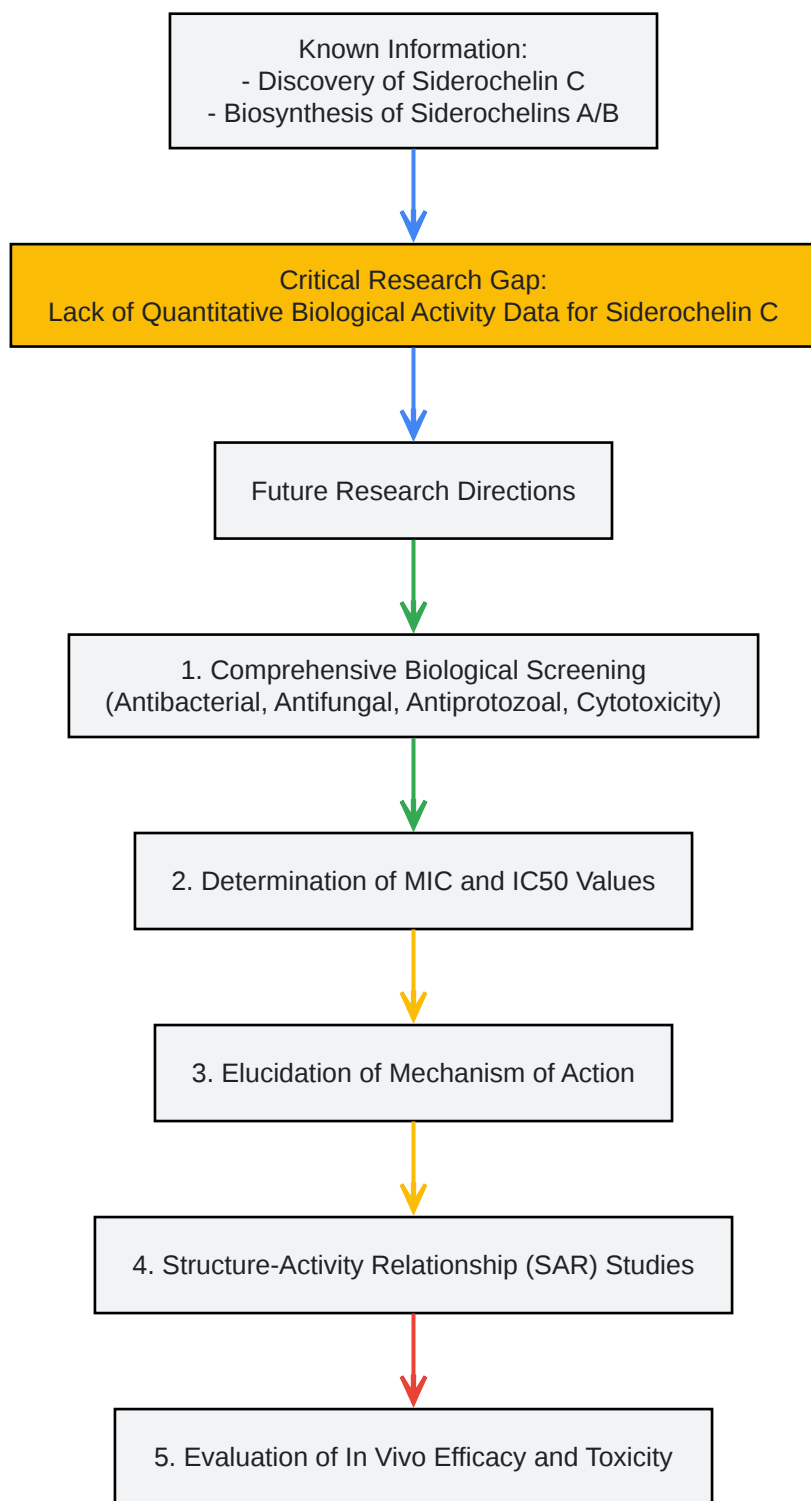 Known Information:
- Discovery of Siderochelin C
- Biosynthesis of Siderochelins A/B
Critical Research Gap:
Lack of Quantitative Biological Activity Data for Siderochelin C
Future Research Directions
1. Comprehensive Biological Screening
(Antibacterial, Antifungal, Antiprotozoal, Cytotoxicity)
2. Determination of MIC and IC50 Values
3. Elucidation of Mechanism of Action
4. Structure-Activity Relationship (SAR) Studies
5. Evaluation of In Vivo Efficacy and Toxicity